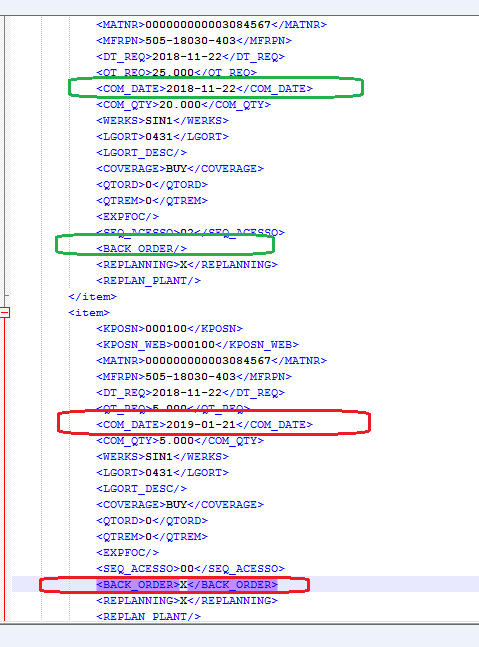 <MATNR>000000000003084567</MATNR>
<MFRPN>505-18030-403</MFRPN>
<DT_REQ>2018-11-22</DT_REQ>
<QT_REQ>25.000</QT_REQ>
<COM_DATE>2018-11-22</COM_DATE>
<COM_QTY>20.000</COM_QTY>
<WERKS>SIN1</WERKS>
<LGORT>0431</LGORT>
<LGORT_DESC/>
<COVERAGE>BUY</COVERAGE>
<QTORD>0</QTORD>
<QTREM>0</QTREM>
<EXPFOC/>
<SEQ_ACESSO>02</SEQ_ACESSO>
<BACK_ORDER/>
<REPLANNING>X</REPLANNING>
<REPLAN_PLANT/>
</item>
<item>
<KPOSN>000100</KPOSN>
<KPOSN_WEB>000100</KPOSN_WEB>
<MATNR>000000000003084567</MATNR>
<MFRPN>505-18030-403</MFRPN>
<DT_REQ>2018-11-22</DT_REQ>
<QT_REQ>5.000</QT_REQ>
<COM_DATE>2019-01-21</COM_DATE>
<COM_QTY>5.000</COM_QTY>
<WERKS>SIN1</WERKS>
<LGORT>0431</LGORT>
<LGORT_DESC/>
<COVERAGE>BUY</COVERAGE>
<QTORD>0</QTORD>
<QTREM>0</QTREM>
<EXPFOC/>
<SEQ_ACESSO>00</SEQ_ACESSO>
<BACK_ORDER>X</BACK_ORDER>
<REPLANNING>X</REPLANNING>
<REPLAN_PLANT/>